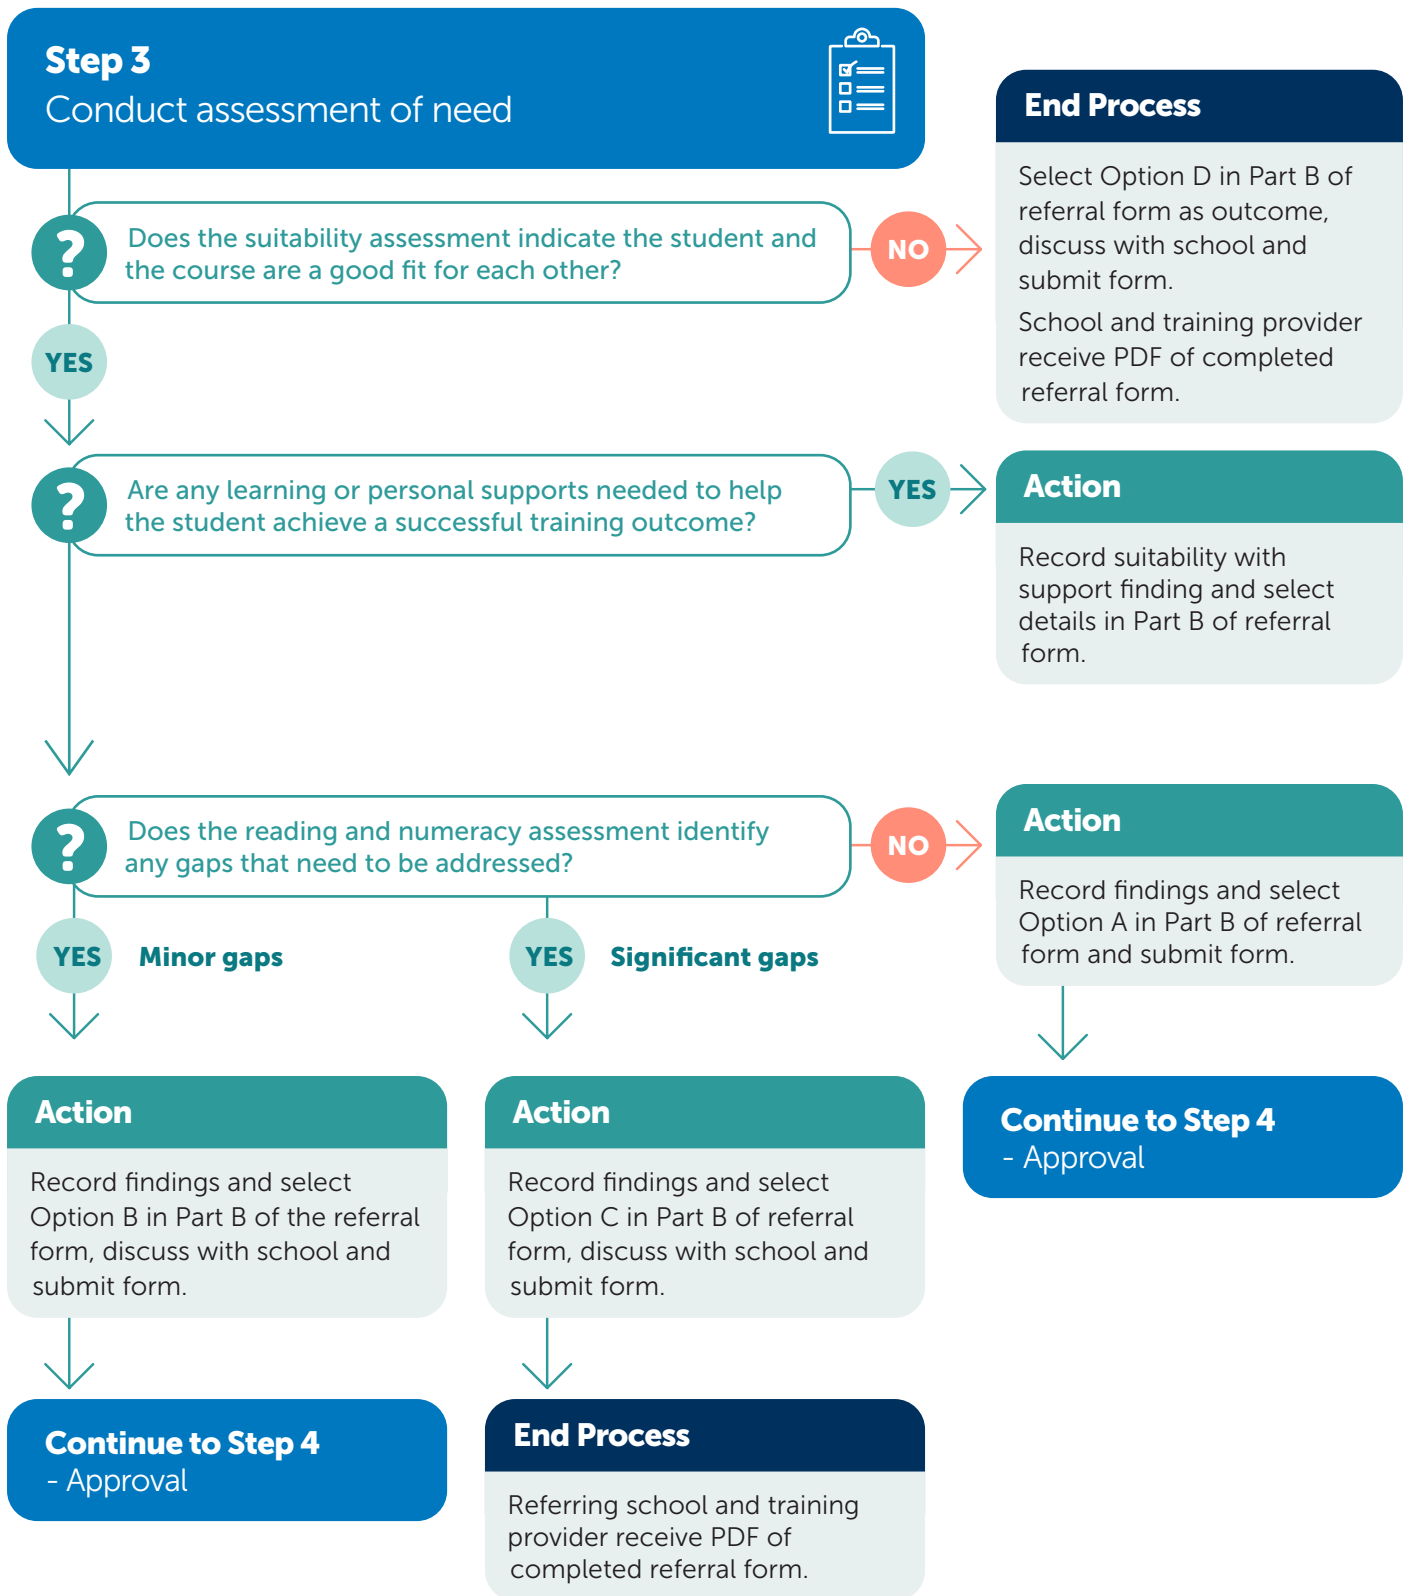 Step 3
Conduct assessment of need
End Process
Select Option D in Part B of
referral form as outcome,
discuss with school and
submit form.
School and training provider
receive PDF of completed
referral form.
?
Does the suitability assessment indicate the student and
the course are a good fit for each other?
NO
YES
?
Are any learning or personal supports needed to help
the student achieve a successful training outcome?
YES
Action
Record suitability with
support finding and select
details in Part B of referral
form.
?
Does the reading and numeracy assessment identify
any gaps that need to be addressed?
NO
Action
Record findings and select
Option A in Part B of referral
form and submit form.
YES
Minor gaps
YES
Significant gaps
Action
Record findings and select
Option B in Part B of the referral
form, discuss with school and
submit form.
Action
Record findings and select
Option C in Part B of referral
form, discuss with school and
submit form.
Continue to Step 4
- Approval
Continue to Step 4
- Approval
End Process
Referring school and training
provider receive PDF of
completed referral form.